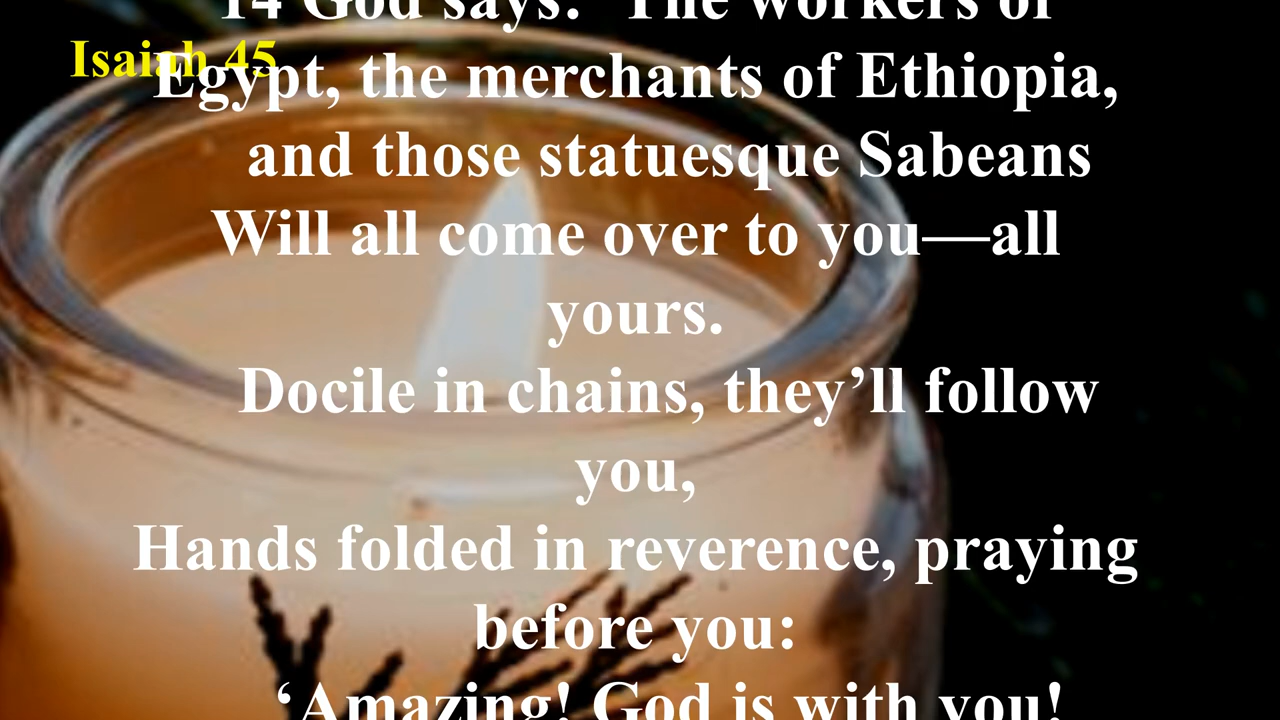 14 God says: "The workers of
Isaiah 45
Egypt, the merchants of Ethiopia,
and those statuesque Sabeans
Will all come over to you—all
yours.
Docile in chains, they’ll follow
you,
Hands folded in reverence, praying
before you:
‘Amazing! God is with you!